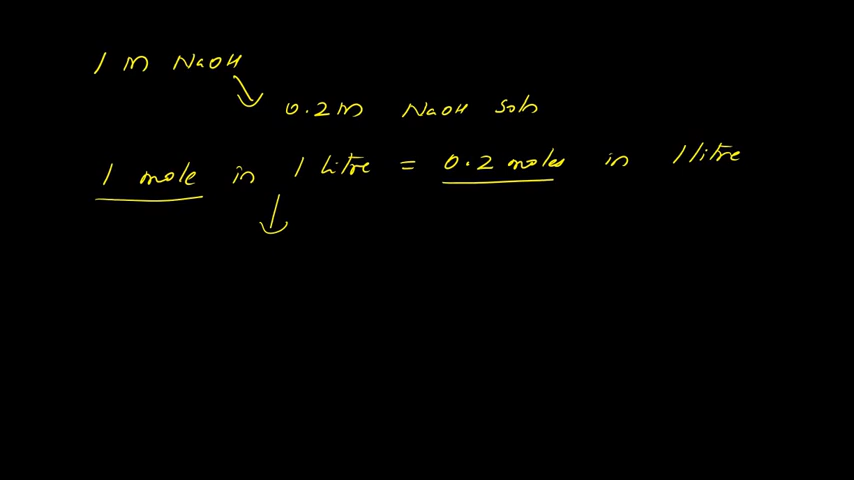 1 M NaOH
0.2 M NaOH soln
1 mole in 1 litre = 0.2 moles in 1 litre